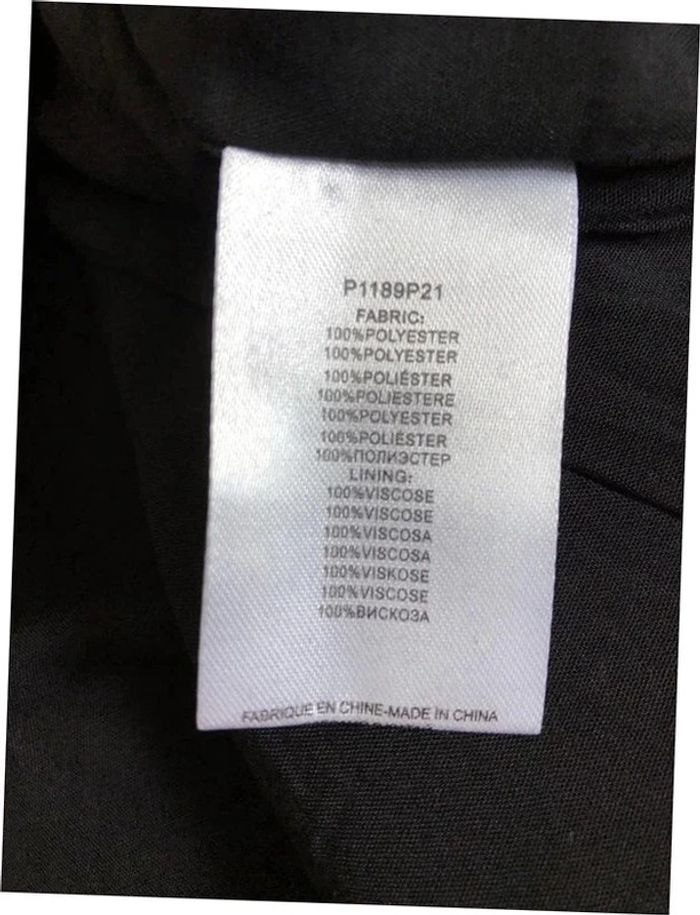 P1189P21
FABRIC:
100%POLYESTER
100%POLYESTER
100%POLIÉSTER
100%POLIESTERE
100%POLYESTER
100%POLIÉSTER
100%ПОЛИЭСТЕР
LINING:
100%VISCOSE
100%VISCOSE
100%VISCOSA
100%VISCOSA
100%VISKOSE
100%VISCOSE
100%ВИСКОЗА
FABRIQUE EN CHINE-MADE IN CHINA